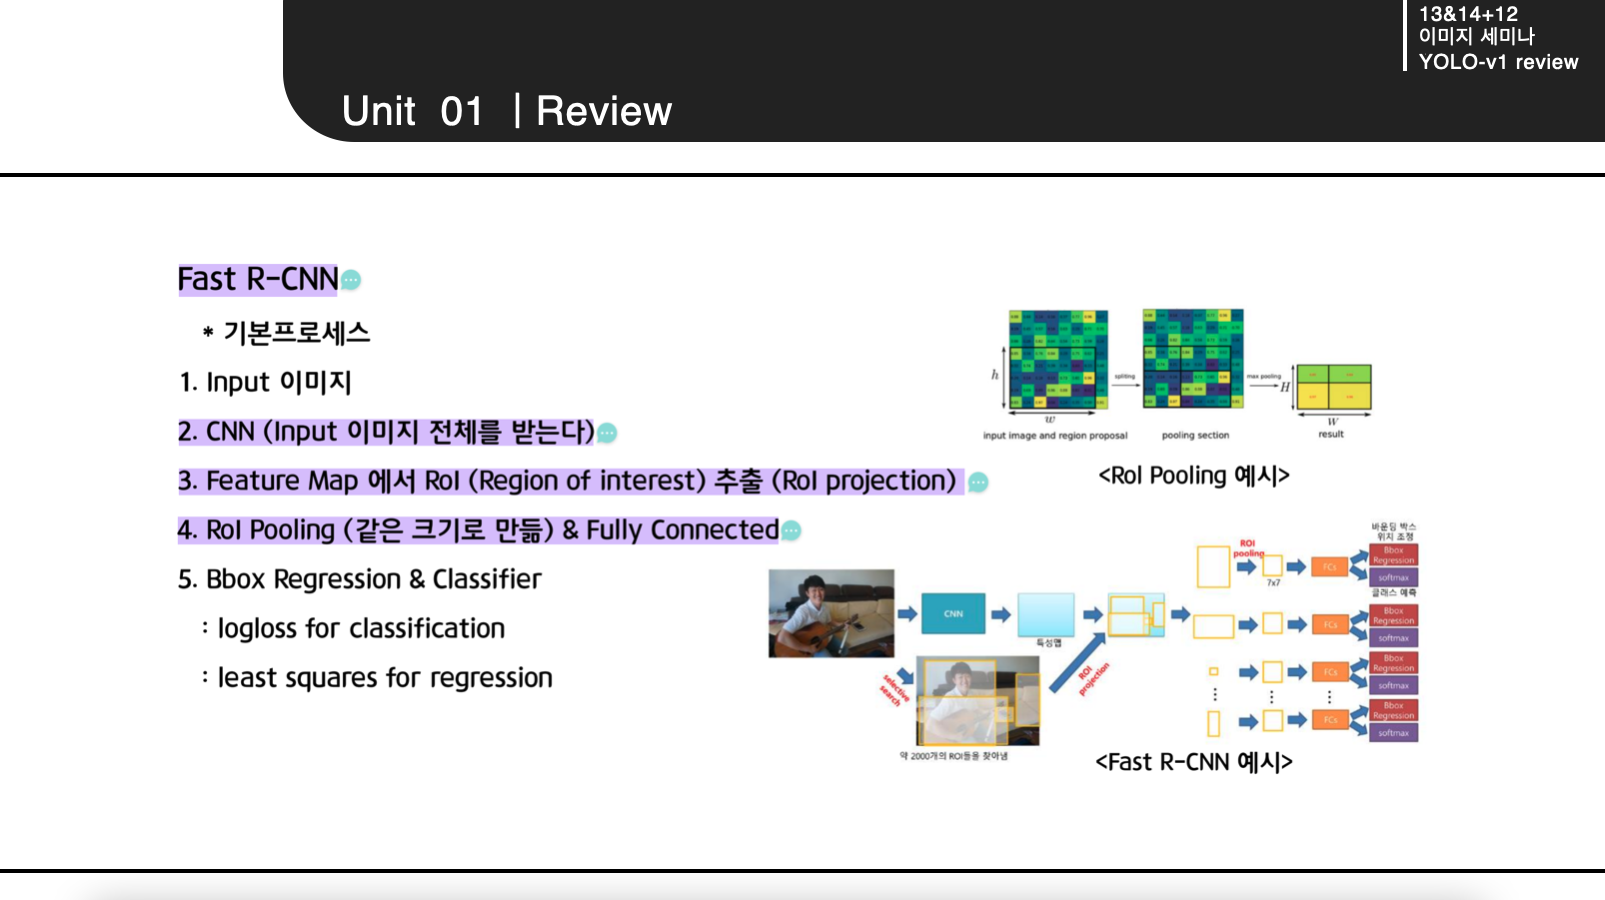 13&14+12
이미지 세미나
YOLO-v1 review
Unit 01 | Review
Fast R-CNN
* 기본프로세스
1. Input 이미지
2. CNN (Input 이미지 전체를 받는다)
3. Feature Map 에서 RoI (Region of interest) 추출 (RoI projection)
4. RoI Pooling (같은 크기로 만듦) & Fully Connected
5. Bbox Regression & Classifier
: logloss for classification
: least squares for regression
h
w
input image and region proposal
spliting
pooling section
max pooling
H
W
result
<RoI Pooling 예시>
CNN
특성맵
selective
search
약 2000개의 ROI들을 찾아냄
ROI
projection
ROI
pooling
7x7
FCs
바운딩 박스
위치 조정
Bbox
Regression
softmax
클래스 예측
FCs
Bbox
Regression
softmax
FCs
Bbox
Regression
softmax
FCs
Bbox
Regression
softmax
<Fast R-CNN 예시>